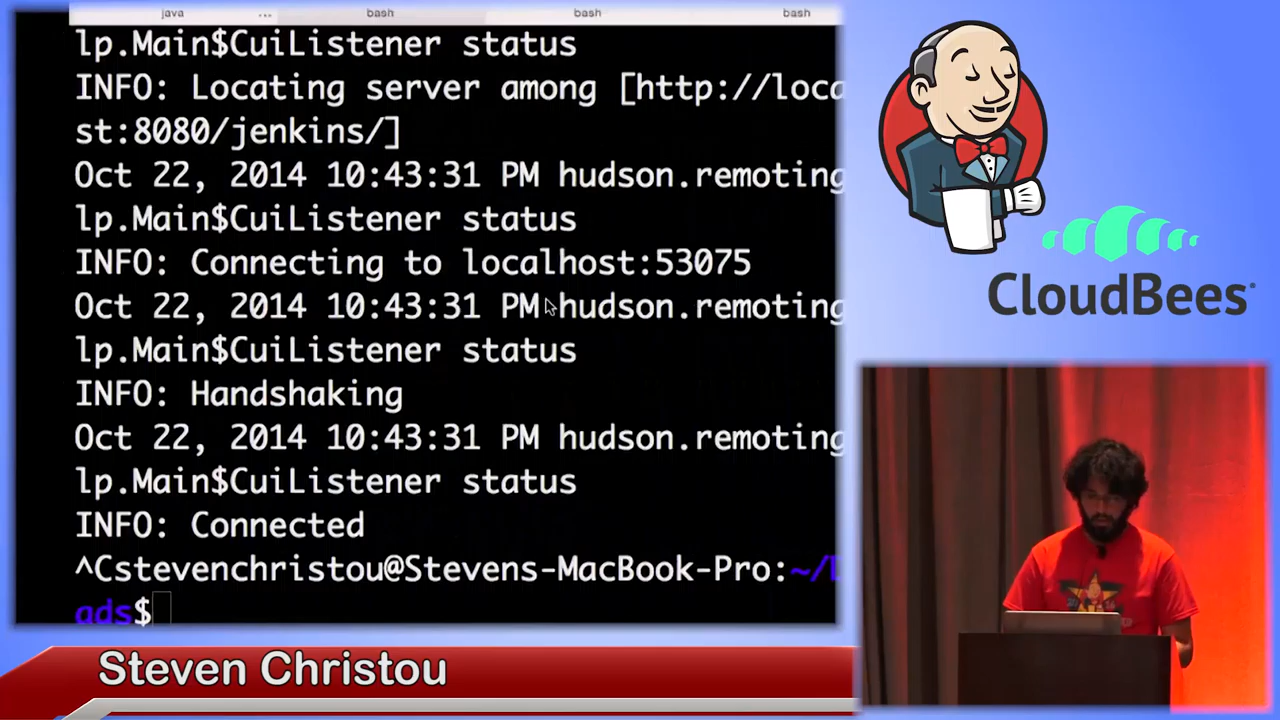 java
...
bash
bash
bash
lp.Main$CuiListener status
INFO: Locating server among [http://loca
st:8080/jenkins/]
Oct 22, 2014 10:43:31 PM hudson.remoting
lp.Main$CuiListener status
INFO: Connecting to localhost:53075
Oct 22, 2014 10:43:31 PM hudson.remoting
lp.Main$CuiListener status
INFO: Handshaking
Oct 22, 2014 10:43:31 PM hudson.remoting
lp.Main$CuiListener status
INFO: Connected
^Cstevenchristou@Stevens-MacBook-Pro:~/
ads$
CloudBees
Steven Christou